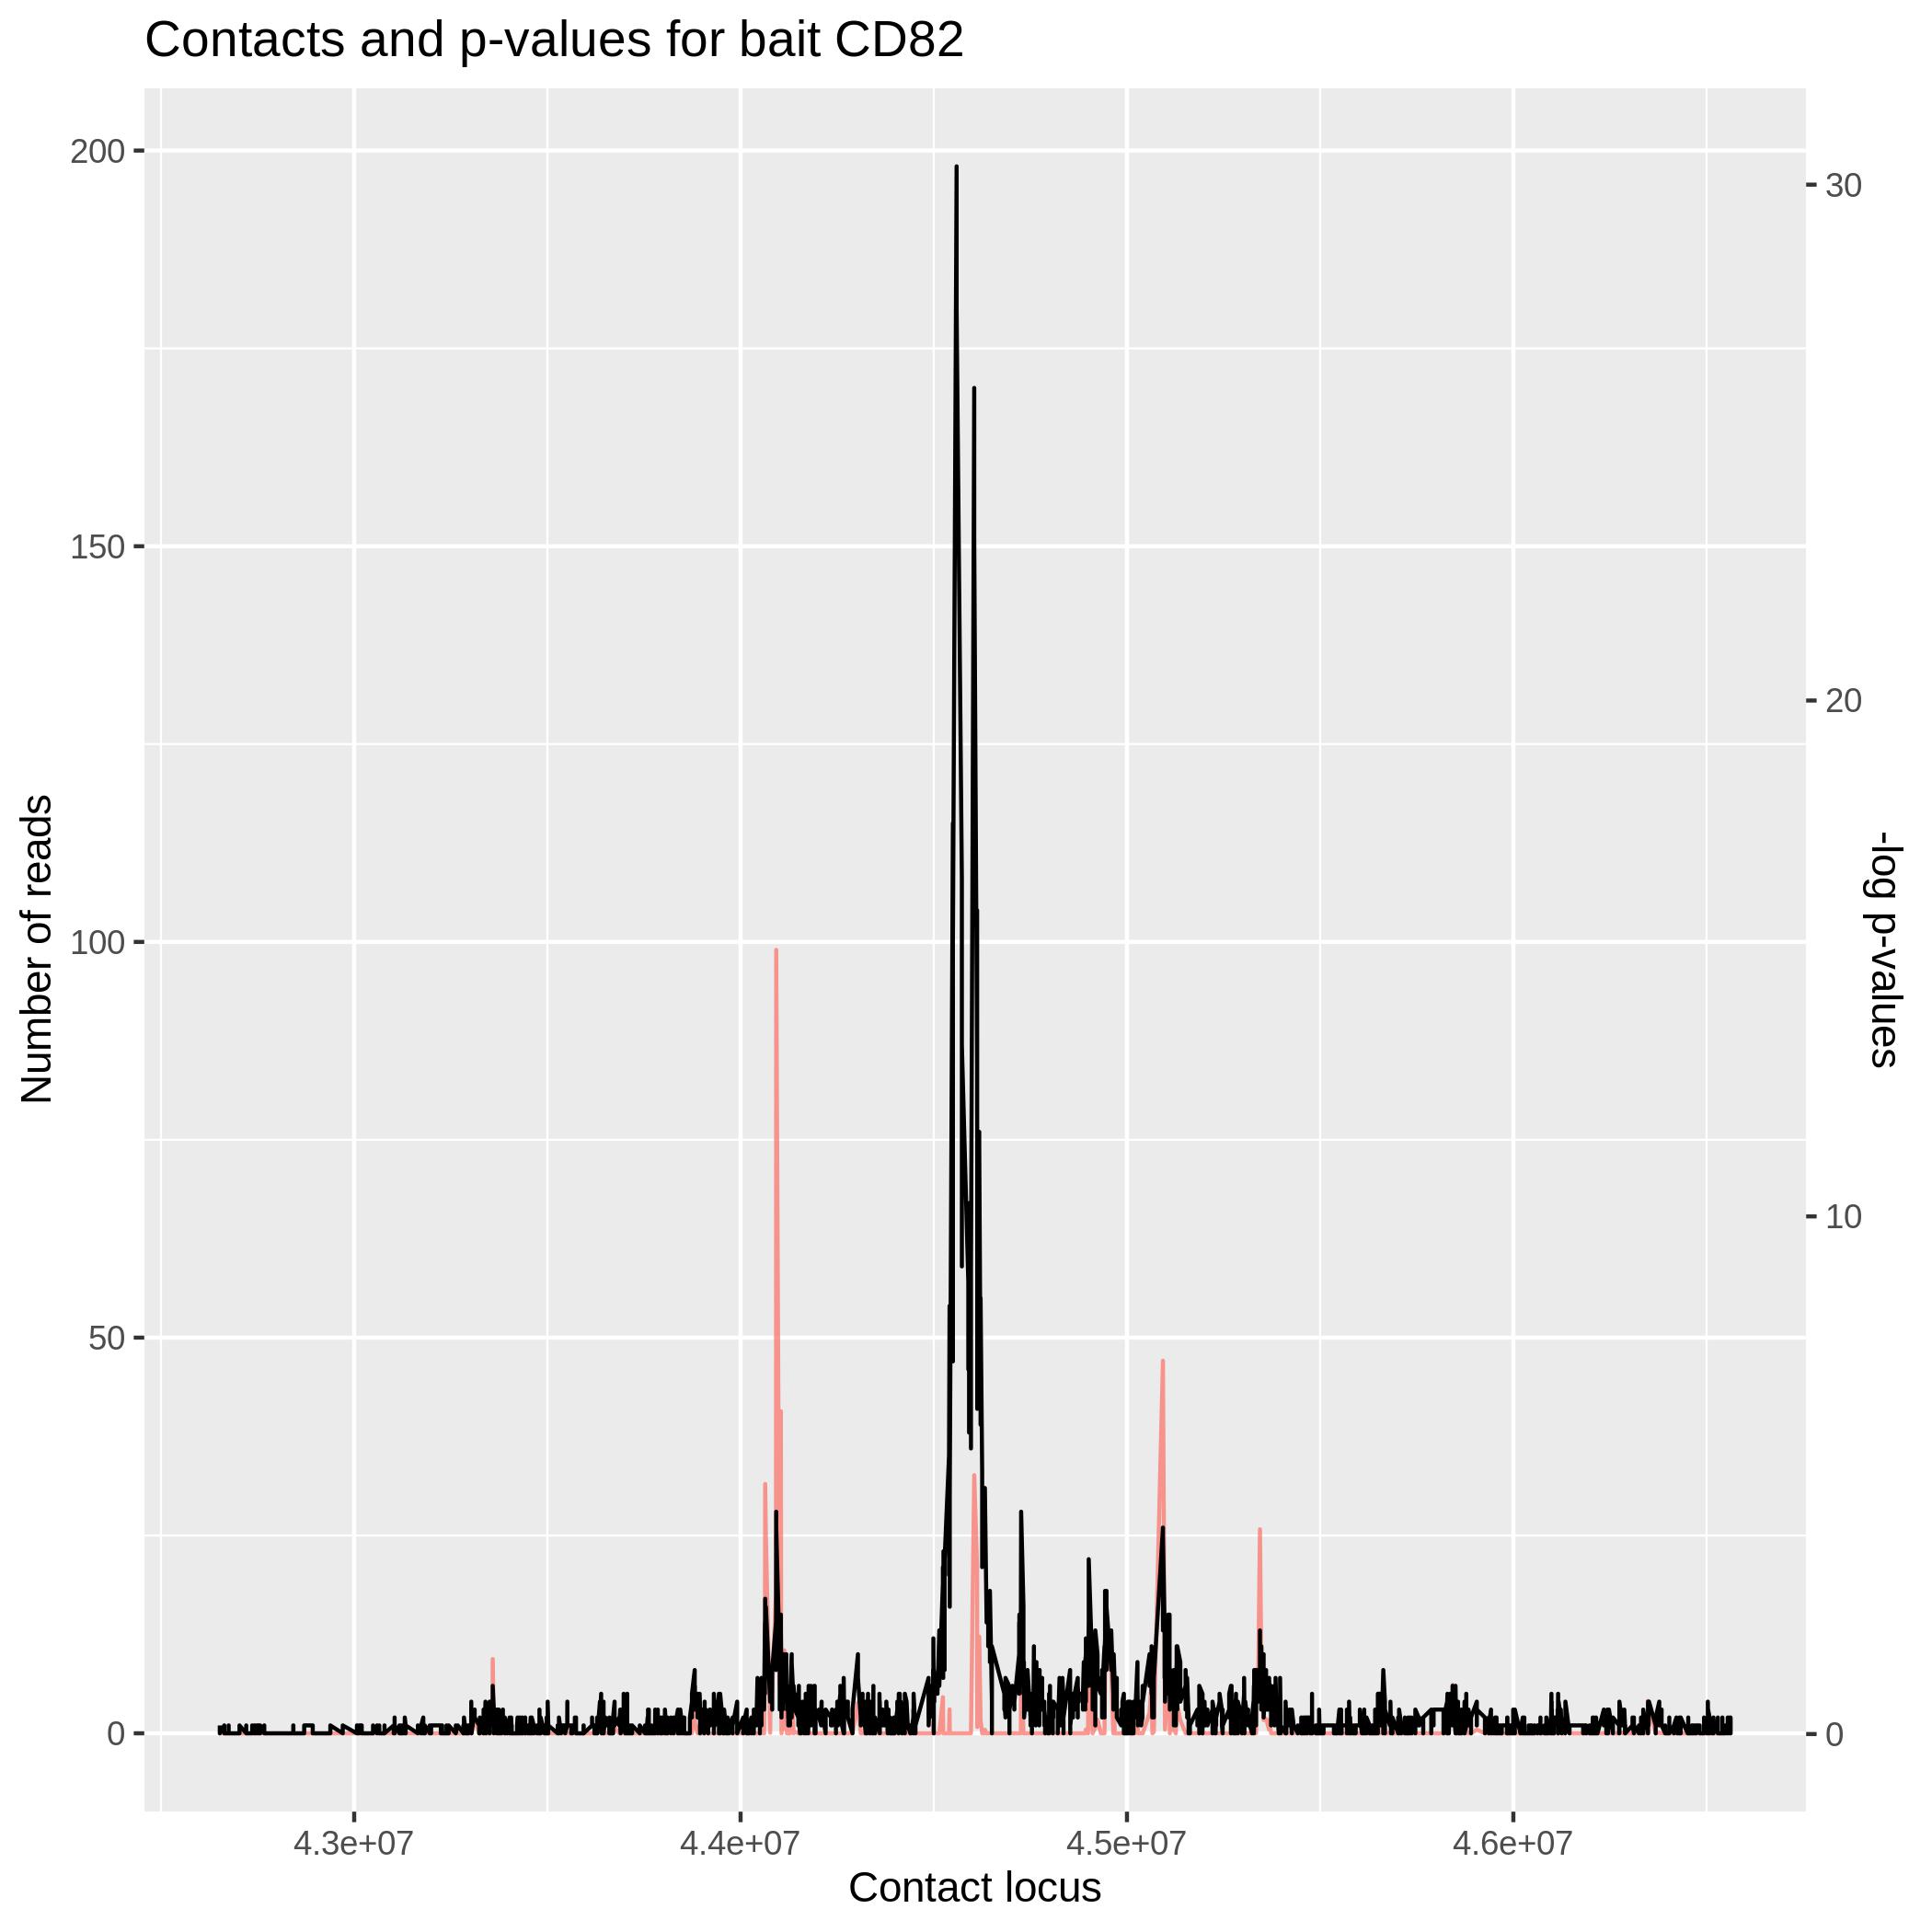 Contacts and p-values for bait CD82
200
150
100
50
0
Number of reads
30
20
10
0
-log p-values
4.3e+07 4.4e+07 4.5e+07 4.6e+07
Contact locus